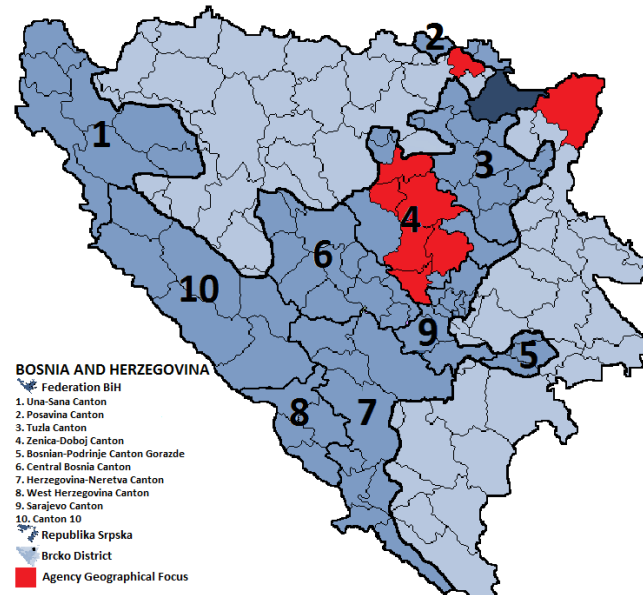 2
1
3
4
6
10
9
5
8
7
BOSNIA AND HERZEGOVINA
Federation BiH
1. Una-Sana Canton
2. Posavina Canton
3. Tuzla Canton
4. Zenica-Doboj Canton
5. Bosnian-Podrinje Canton Gorazde
6. Central Bosnia Canton
7. Herzegovina-Neretva Canton
8. West Herzegovina Canton
9. Sarajevo Canton
10. Canton 10
Republika Srpska
Brcko District
Agency Geographical Focus